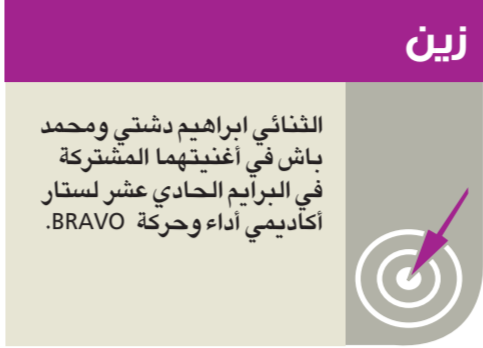 زين
الثنائي ابراهيم دشتي ومحمد
باش في أغنيتهما المشتركة
في البرايم الحادي عشر لستار
أكاديمي أداء وحركة BRAVO.